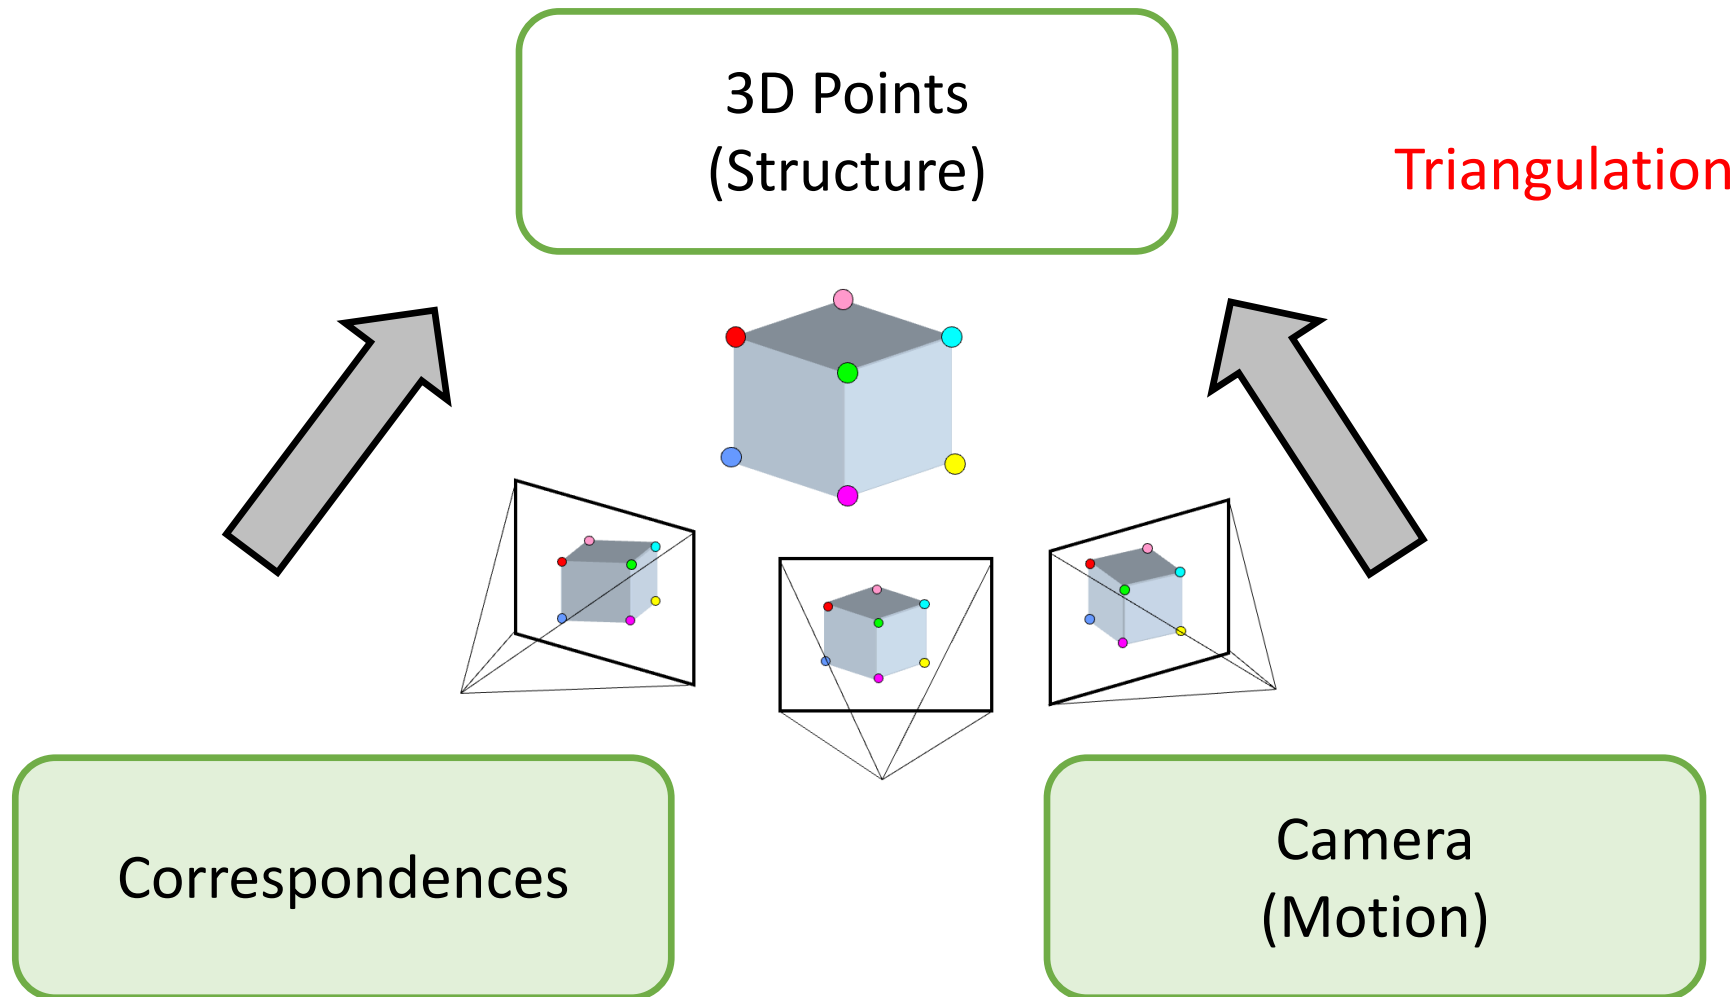 3D Points
(Structure)
Triangulation
Correspondences
Camera
(Motion)